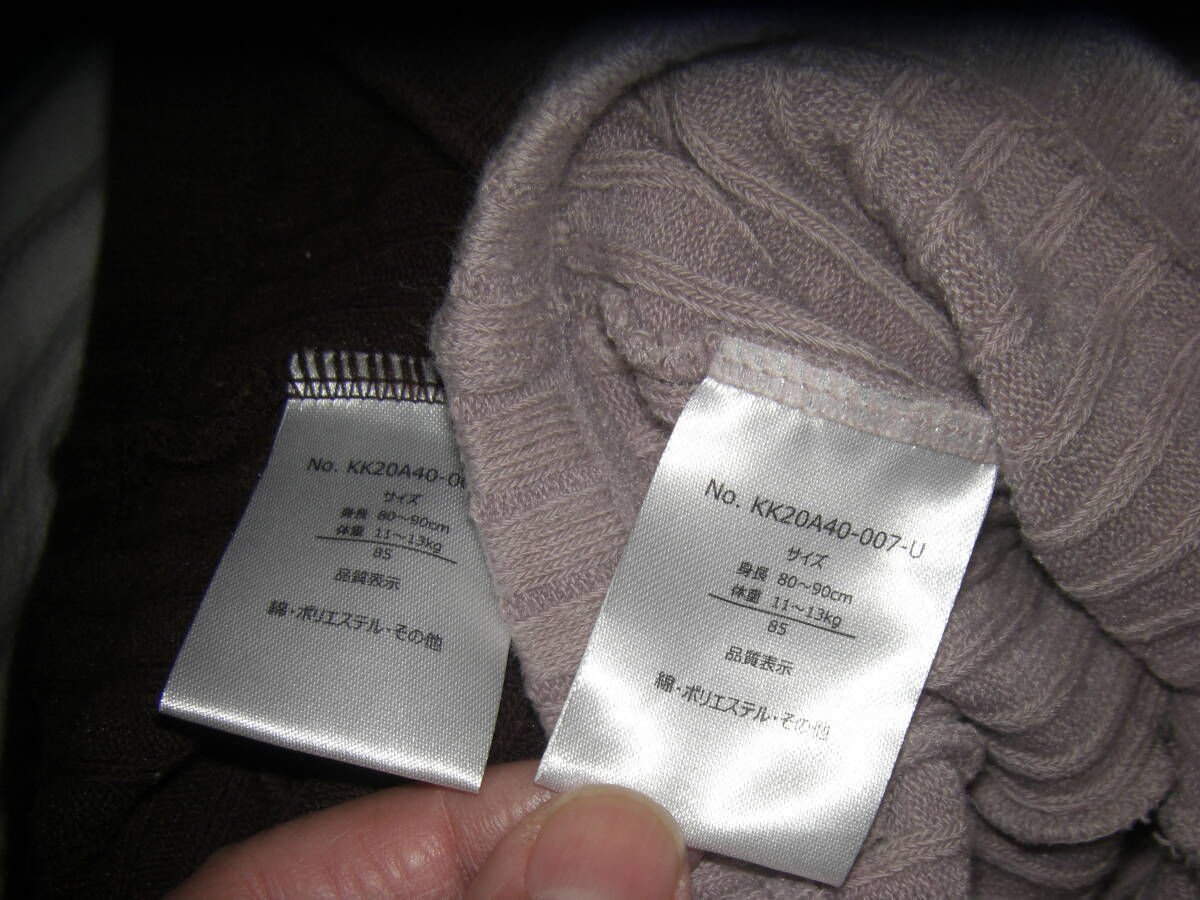 No. KK20A40-00
サイズ
身長 80～90cm
体重 11～13kg
85
品質表示
綿・ポリエステル・その他
No. KK20A40-007-U
サイズ
身長 80～90cm
体重 11～13kg
85
品質表示
綿・ポリエステル・その他